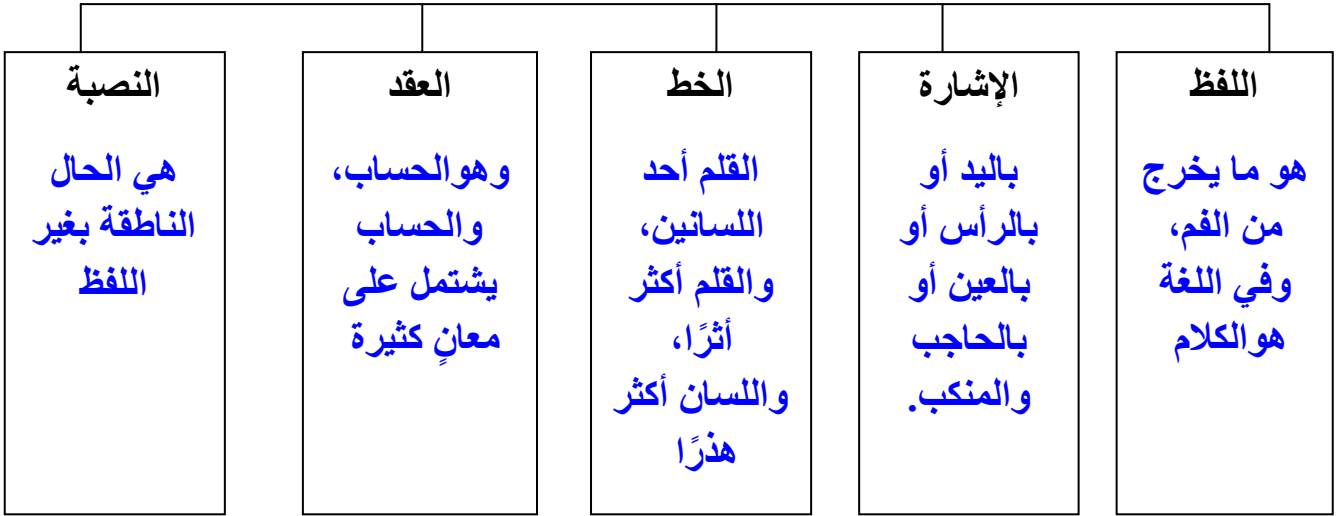 اللفظ
هو ما يخرج
من الفم،
وفي اللغة
هوالكلام
الإشارة
باليد أو
بالرأس أو
بالعين أو
بالحاجب
والمنكب.
الخط
القلم أحد
اللسانين،
والقلم أكثر
أثرًا،
واللسان أكثر
هذرًا
العقد
وهوالحساب،
والحساب
يشتمل على
معانٍ كثيرة
النصبة
هي الحال
الناطقة بغير
اللفظ